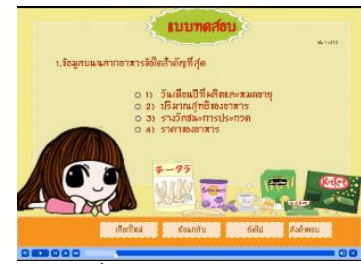 แบบทดสอบ
1.ข้อมูลบนฉลากอาหารข้อใดสำคัญที่สุด
1) วันเดือนปีที่ผลิตและหมดอายุ
2) ปริมาณสุทธิของอาหาร
3) รางวัลชนะการประกวด
4) ราคาของอาหาร
เลือกใหม่
ย้อนกลับ
ถัดไป
ส่งคำตอบ